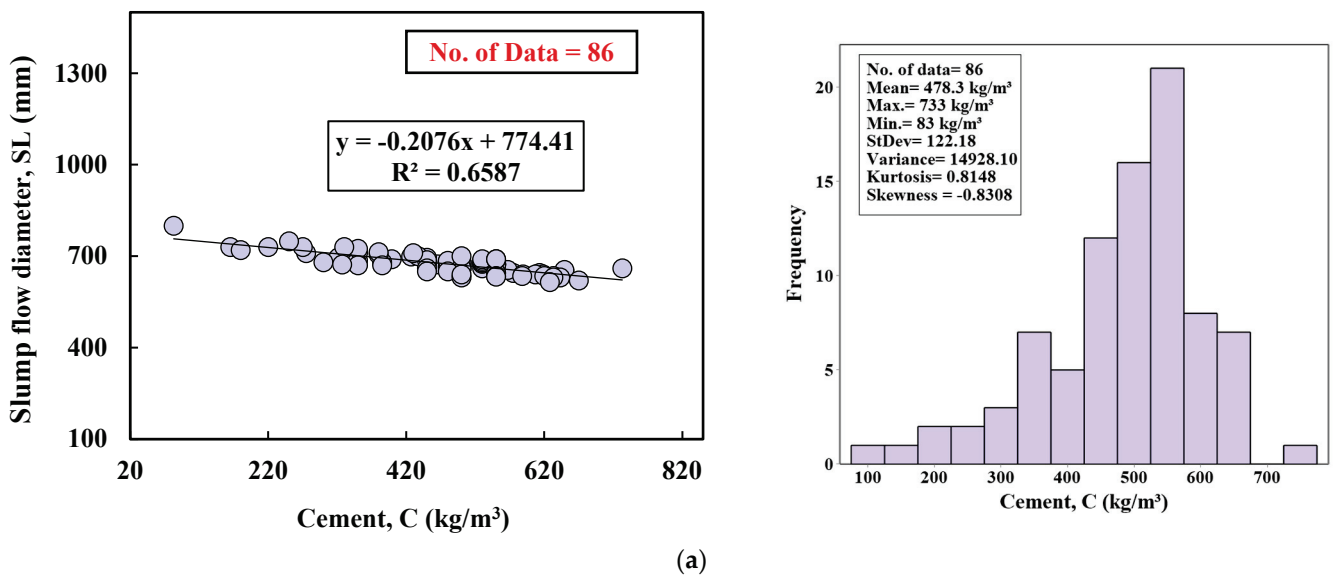 No. of Data = 86
y = -0.2076x + 774.41
R² = 0.6587
Slump flow diameter, SL (mm)
1300
1000
700
400
100
20 220 420 620 820
Cement, C (kg/m³)
No. of data= 86
Mean= 478.3 kg/m³
Max.= 733 kg/m³
Min.= 83 kg/m³
StDev= 122.18
Variance= 14928.10
Kurtosis= 0.8148
Skewness = -0.8308
Frequency
20
15
10
5
0
100 200 300 400 500 600 700
Cement, C (kg/m³)
(a)